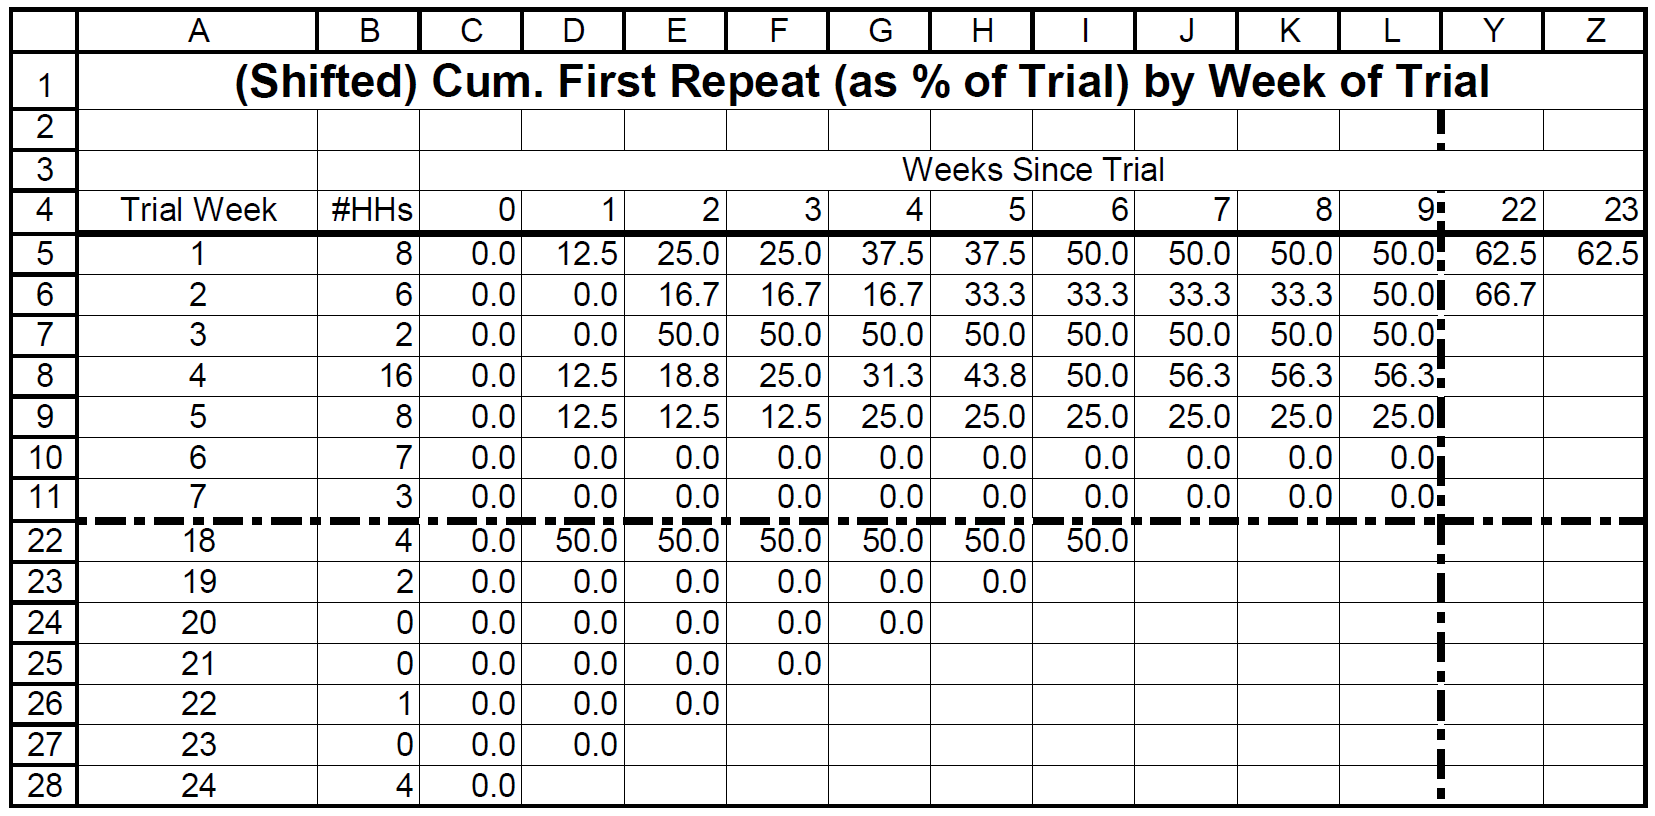 A B C D E F G H I J K L Y Z
1 (Shifted) Cum. First Repeat (as % of Trial) by Week of Trial
2
3 Weeks Since Trial
4 Trial Week #HHs 0 1 2 3 4 5 6 7 8 9 22 23
5 1 8 0.0 12.5 25.0 25.0 37.5 37.5 50.0 50.0 50.0 50.0 62.5 62.5
6 2 6 0.0 0.0 16.7 16.7 16.7 33.3 33.3 33.3 33.3 50.0 66.7
7 3 2 0.0 0.0 50.0 50.0 50.0 50.0 50.0 50.0 50.0 50.0
8 4 16 0.0 12.5 18.8 25.0 31.3 43.8 50.0 56.3 56.3 56.3
9 5 8 0.0 12.5 12.5 12.5 25.0 25.0 25.0 25.0 25.0 25.0
10 6 7 0.0 0.0 0.0 0.0 0.0 0.0 0.0 0.0 0.0 0.0
11 7 3 0.0 0.0 0.0 0.0 0.0 0.0 0.0 0.0 0.0 0.0
22 18 4 0.0 50.0 50.0 50.0 50.0 50.0 50.0
23 19 2 0.0 0.0 0.0 0.0 0.0 0.0
24 20 0 0.0 0.0 0.0 0.0 0.0
25 21 0 0.0 0.0 0.0 0.0
26 22 1 0.0 0.0 0.0
27 23 0 0.0 0.0
28 24 4 0.0